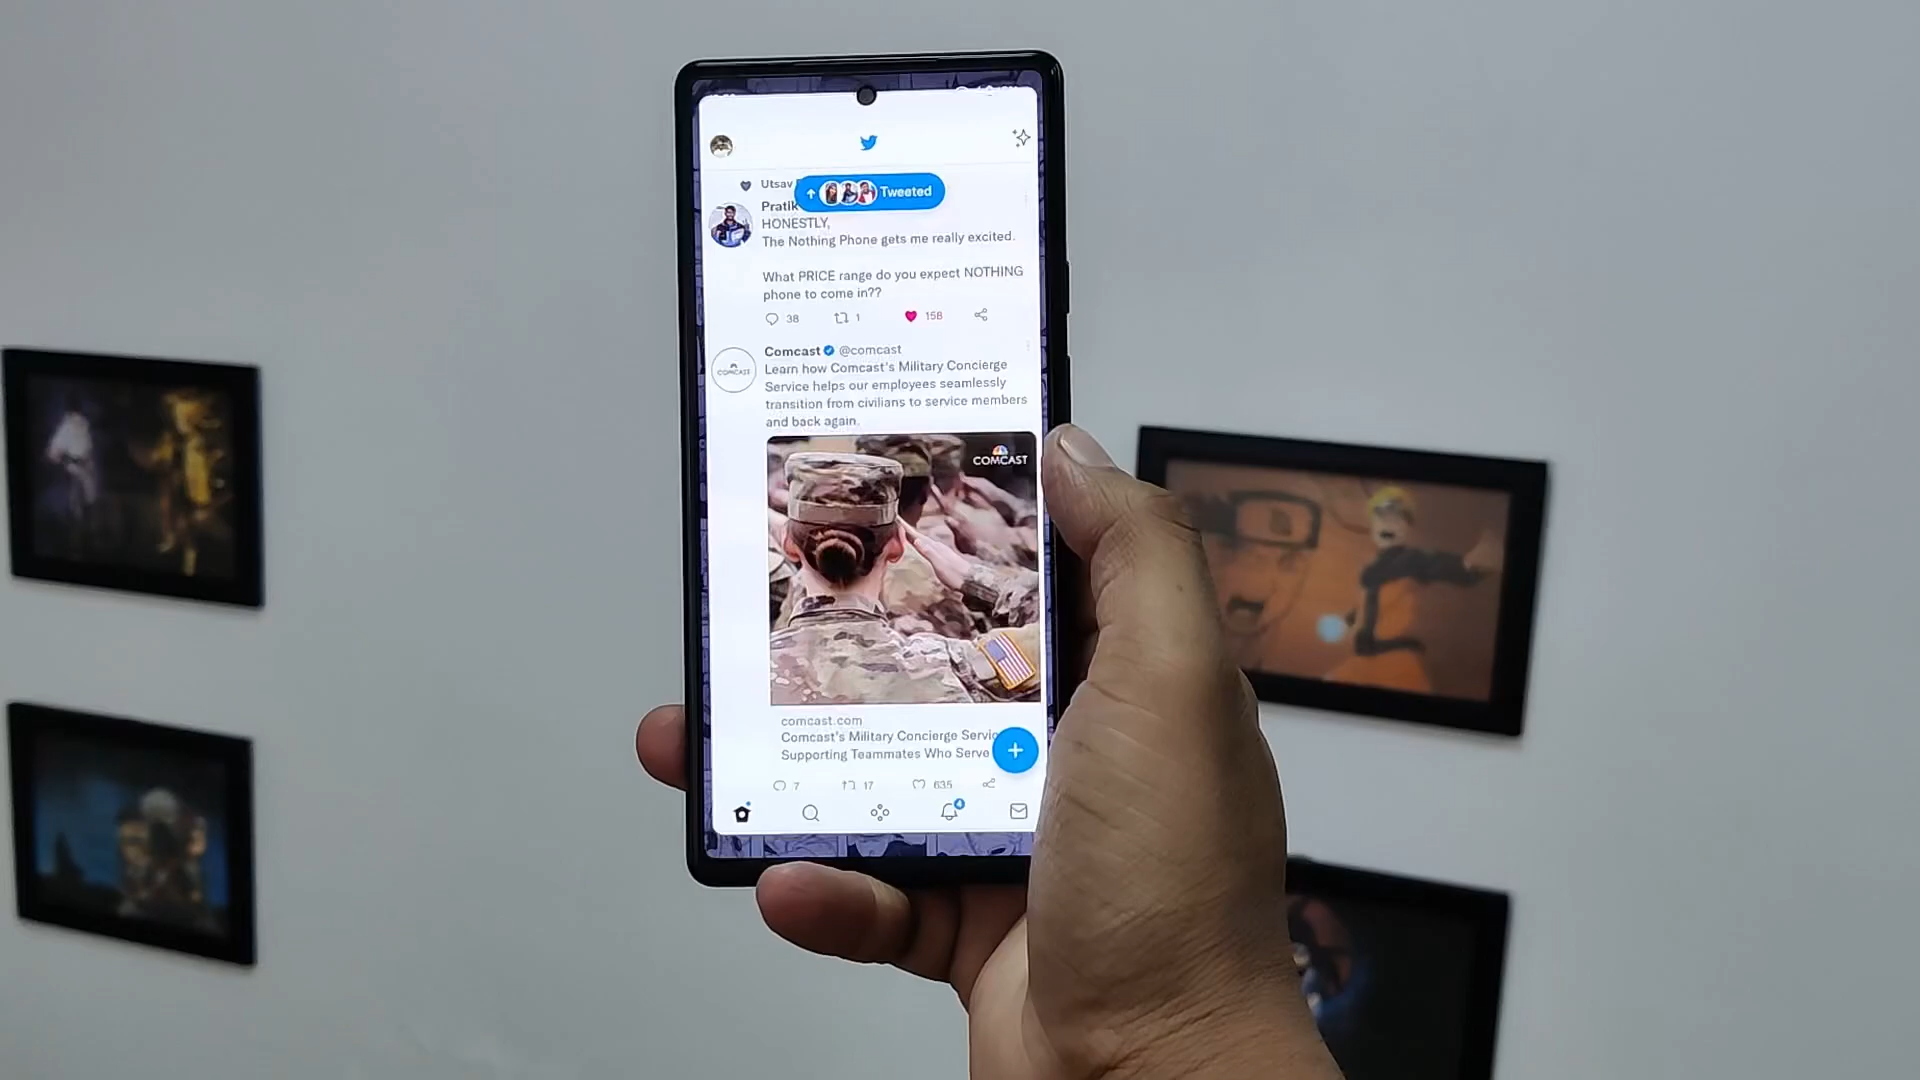 Utsav
Tweeted
Pratik
HONESTLY,
The Nothing Phone gets me really excited.
What PRICE range do you expect NOTHING
phone to come in??
38 1 158
Comcast @comcast
COMCAST
Learn how Comcast's Military Concierge
Service helps our employees seamlessly
transition from civilians to service members
and back again.
COMCAST
comcast.com
Comcast's Military Concierge Servic
Supporting Teammates Who Serve
7 17 635
4